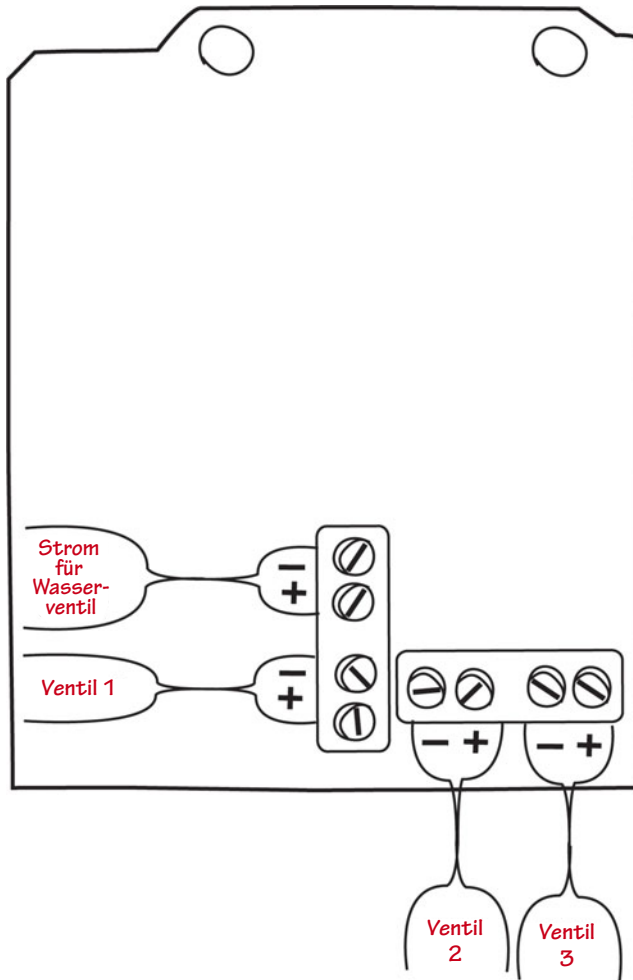 Strom
für
Wasser-
ventil
− +
Ventil 1
− +
− +
− +
Ventil
2
Ventil
3